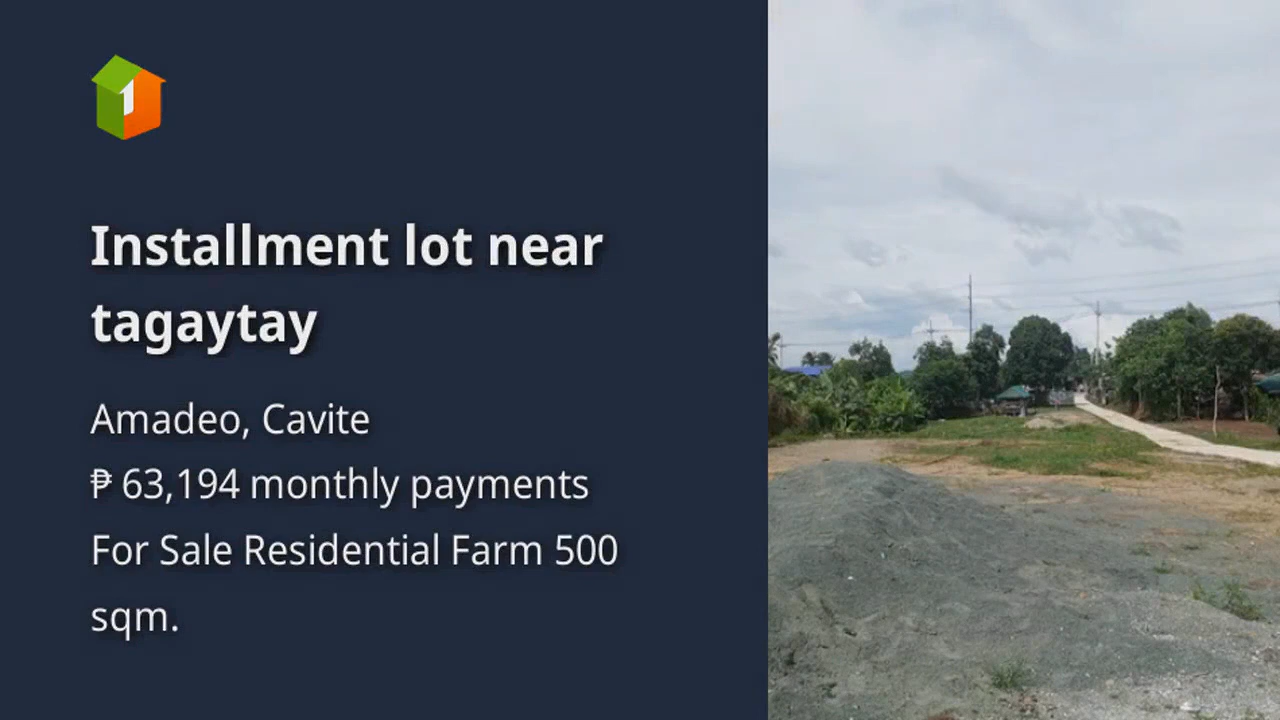 Installment lot near
tagaytay
Amadeo, Cavite
₱ 63,194 monthly payments
For Sale Residential Farm 500
sqm.